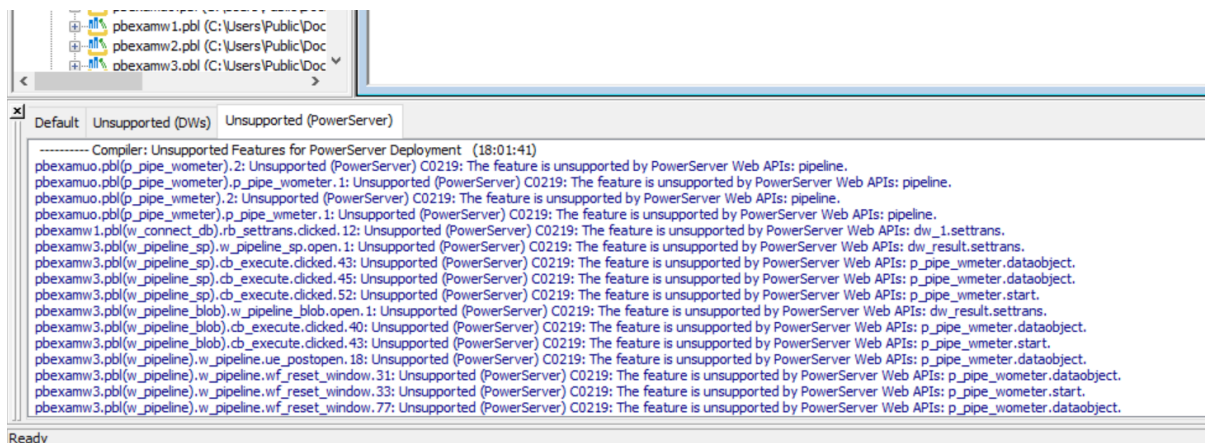 pbexamw1.pbl (C:\Users\Public\Doc
pbexamw2.pbl (C:\Users\Public\Doc
pbexamw3.pbl (C:\Users\Public\Doc
Default Unsupported (DWs) Unsupported (PowerServer)
---------- Compiler: Unsupported Features for PowerServer Deployment (18:01:41)
pbexamuo.pbl(p_pipe_wometer).2: Unsupported (PowerServer) C0219: The feature is unsupported by PowerServer Web APIs: pipeline.
pbexamuo.pbl(p_pipe_wometer).p_pipe_wometer.1: Unsupported (PowerServer) C0219: The feature is unsupported by PowerServer Web APIs: pipeline.
pbexamuo.pbl(p_pipe_wmeter).2: Unsupported (PowerServer) C0219: The feature is unsupported by PowerServer Web APIs: pipeline.
pbexamuo.pbl(p_pipe_wmeter).p_pipe_wmeter.1: Unsupported (PowerServer) C0219: The feature is unsupported by PowerServer Web APIs: pipeline.
pbexamw1.pbl(w_connect_db).rb_settrans.clicked.12: Unsupported (PowerServer) C0219: The feature is unsupported by PowerServer Web APIs: dw_1.settrans.
pbexamw3.pbl(w_pipeline_sp).w_pipeline_sp.open.1: Unsupported (PowerServer) C0219: The feature is unsupported by PowerServer Web APIs: dw_result.settrans.
pbexamw3.pbl(w_pipeline_sp).cb_execute.clicked.43: Unsupported (PowerServer) C0219: The feature is unsupported by PowerServer Web APIs: p_pipe_wmeter.dataobject.
pbexamw3.pbl(w_pipeline_sp).cb_execute.clicked.45: Unsupported (PowerServer) C0219: The feature is unsupported by PowerServer Web APIs: p_pipe_wmeter.dataobject.
pbexamw3.pbl(w_pipeline_sp).cb_execute.clicked.52: Unsupported (PowerServer) C0219: The feature is unsupported by PowerServer Web APIs: p_pipe_wmeter.start.
pbexamw3.pbl(w_pipeline_blob).w_pipeline_blob.open.1: Unsupported (PowerServer) C0219: The feature is unsupported by PowerServer Web APIs: dw_result.settrans.
pbexamw3.pbl(w_pipeline_blob).cb_execute.clicked.40: Unsupported (PowerServer) C0219: The feature is unsupported by PowerServer Web APIs: p_pipe_wmeter.dataobject.
pbexamw3.pbl(w_pipeline_blob).cb_execute.clicked.43: Unsupported (PowerServer) C0219: The feature is unsupported by PowerServer Web APIs: p_pipe_wmeter.start.
pbexamw3.pbl(w_pipeline).w_pipeline.ue_postopen.18: Unsupported (PowerServer) C0219: The feature is unsupported by PowerServer Web APIs: p_pipe_wmeter.dataobject.
pbexamw3.pbl(w_pipeline).w_pipeline.wf_reset_window.31: Unsupported (PowerServer) C0219: The feature is unsupported by PowerServer Web APIs: p_pipe_wometer.dataobject.
pbexamw3.pbl(w_pipeline).w_pipeline.wf_reset_window.33: Unsupported (PowerServer) C0219: The feature is unsupported by PowerServer Web APIs: p_pipe_wometer.start.
pbexamw3.pbl(w_pipeline).w_pipeline.wf_reset_window.77: Unsupported (PowerServer) C0219: The feature is unsupported by PowerServer Web APIs: p_pipe_wometer.dataobject.
Ready